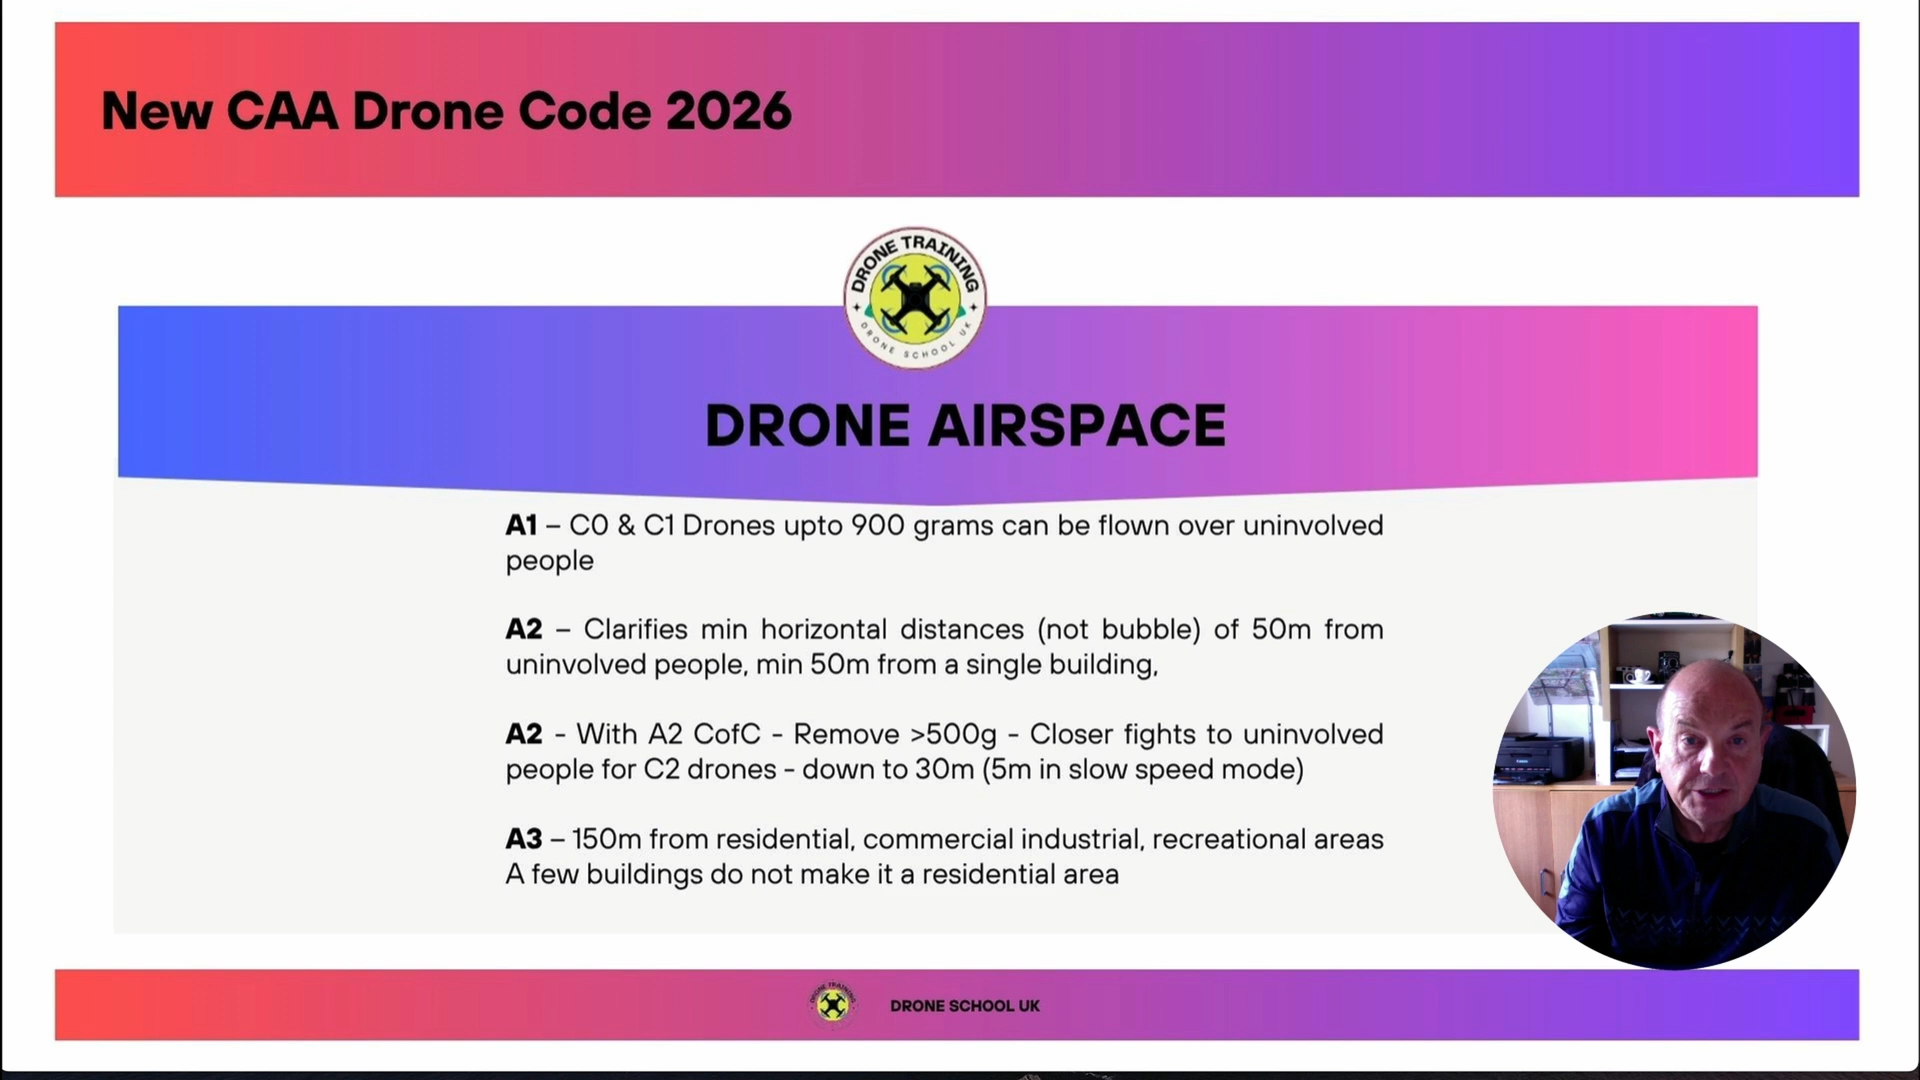 New CAA Drone Code 2026
DRONE TRAINING
DRONE SCHOOL UK
DRONE AIRSPACE
A1 – C0 & C1 Drones upto 900 grams can be flown over uninvolved
people
A2 – Clarifies min horizontal distances (not bubble) of 50m from
uninvolved people, min 50m from a single building,
A2 - With A2 CofC - Remove >500g - Closer fights to uninvolved
people for C2 drones - down to 30m (5m in slow speed mode)
A3 – 150m from residential, commercial industrial, recreational areas
A few buildings do not make it a residential area
DRONE TRAINING
DRONE SCHOOL UK